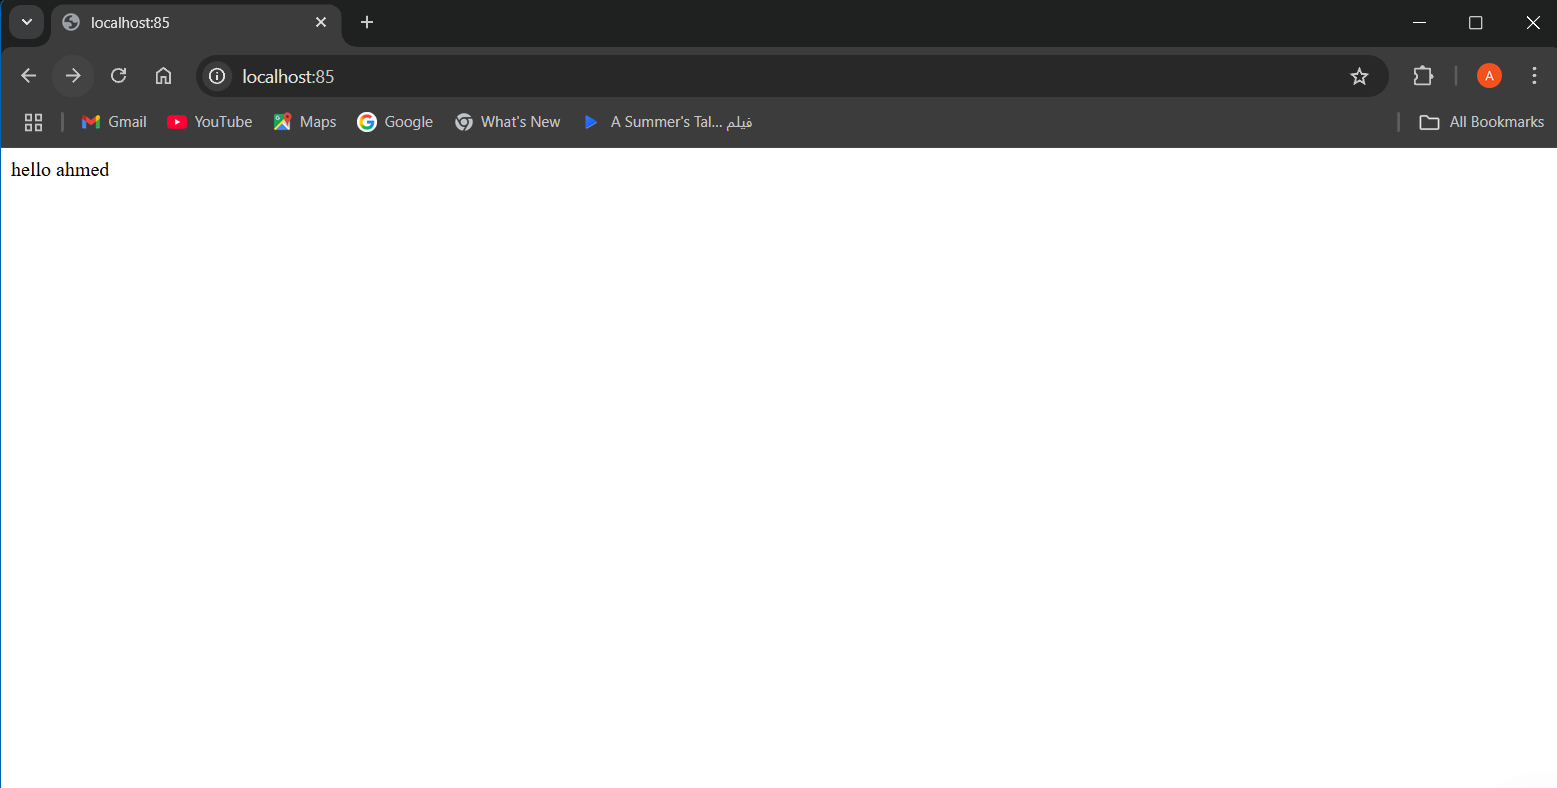 localhost:85
localhost:85
A
Gmail
YouTube
Maps
Google
What's New
A Summer's Tal... فيلم
All Bookmarks
hello ahmed